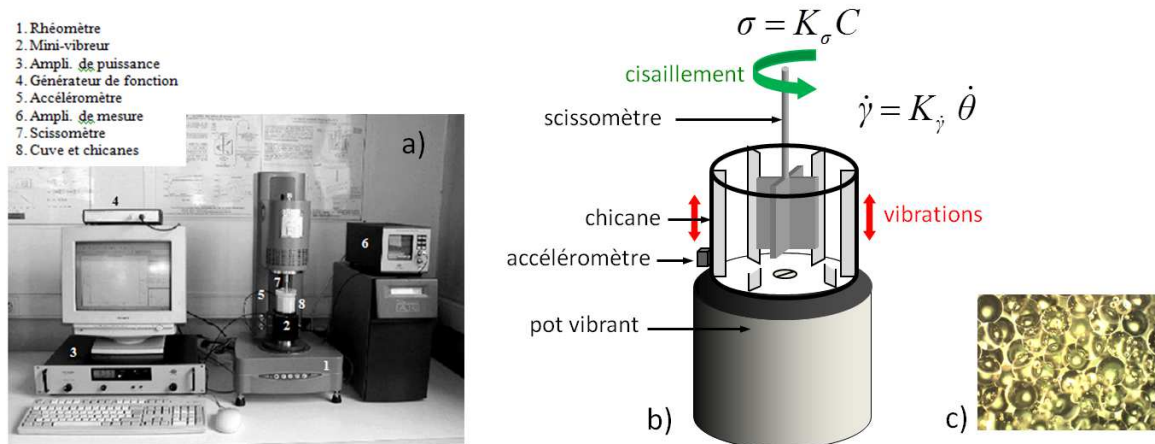 1. Rhéomètre
2. Mini-vibreur
3. Ampli. de puissance
4. Générateur de fonction
5. Accéléromètre
6. Ampli. de mesure
7. Scissomètre
8. Cuve et chicanes
a)
4
6
7
5
8
2
3
1
σ = K_σ C
cisaillement
γ̇ = K_γ̇ θ̇
scissomètre
chicane
vibrations
accéléromètre
pot vibrant
b)
c)